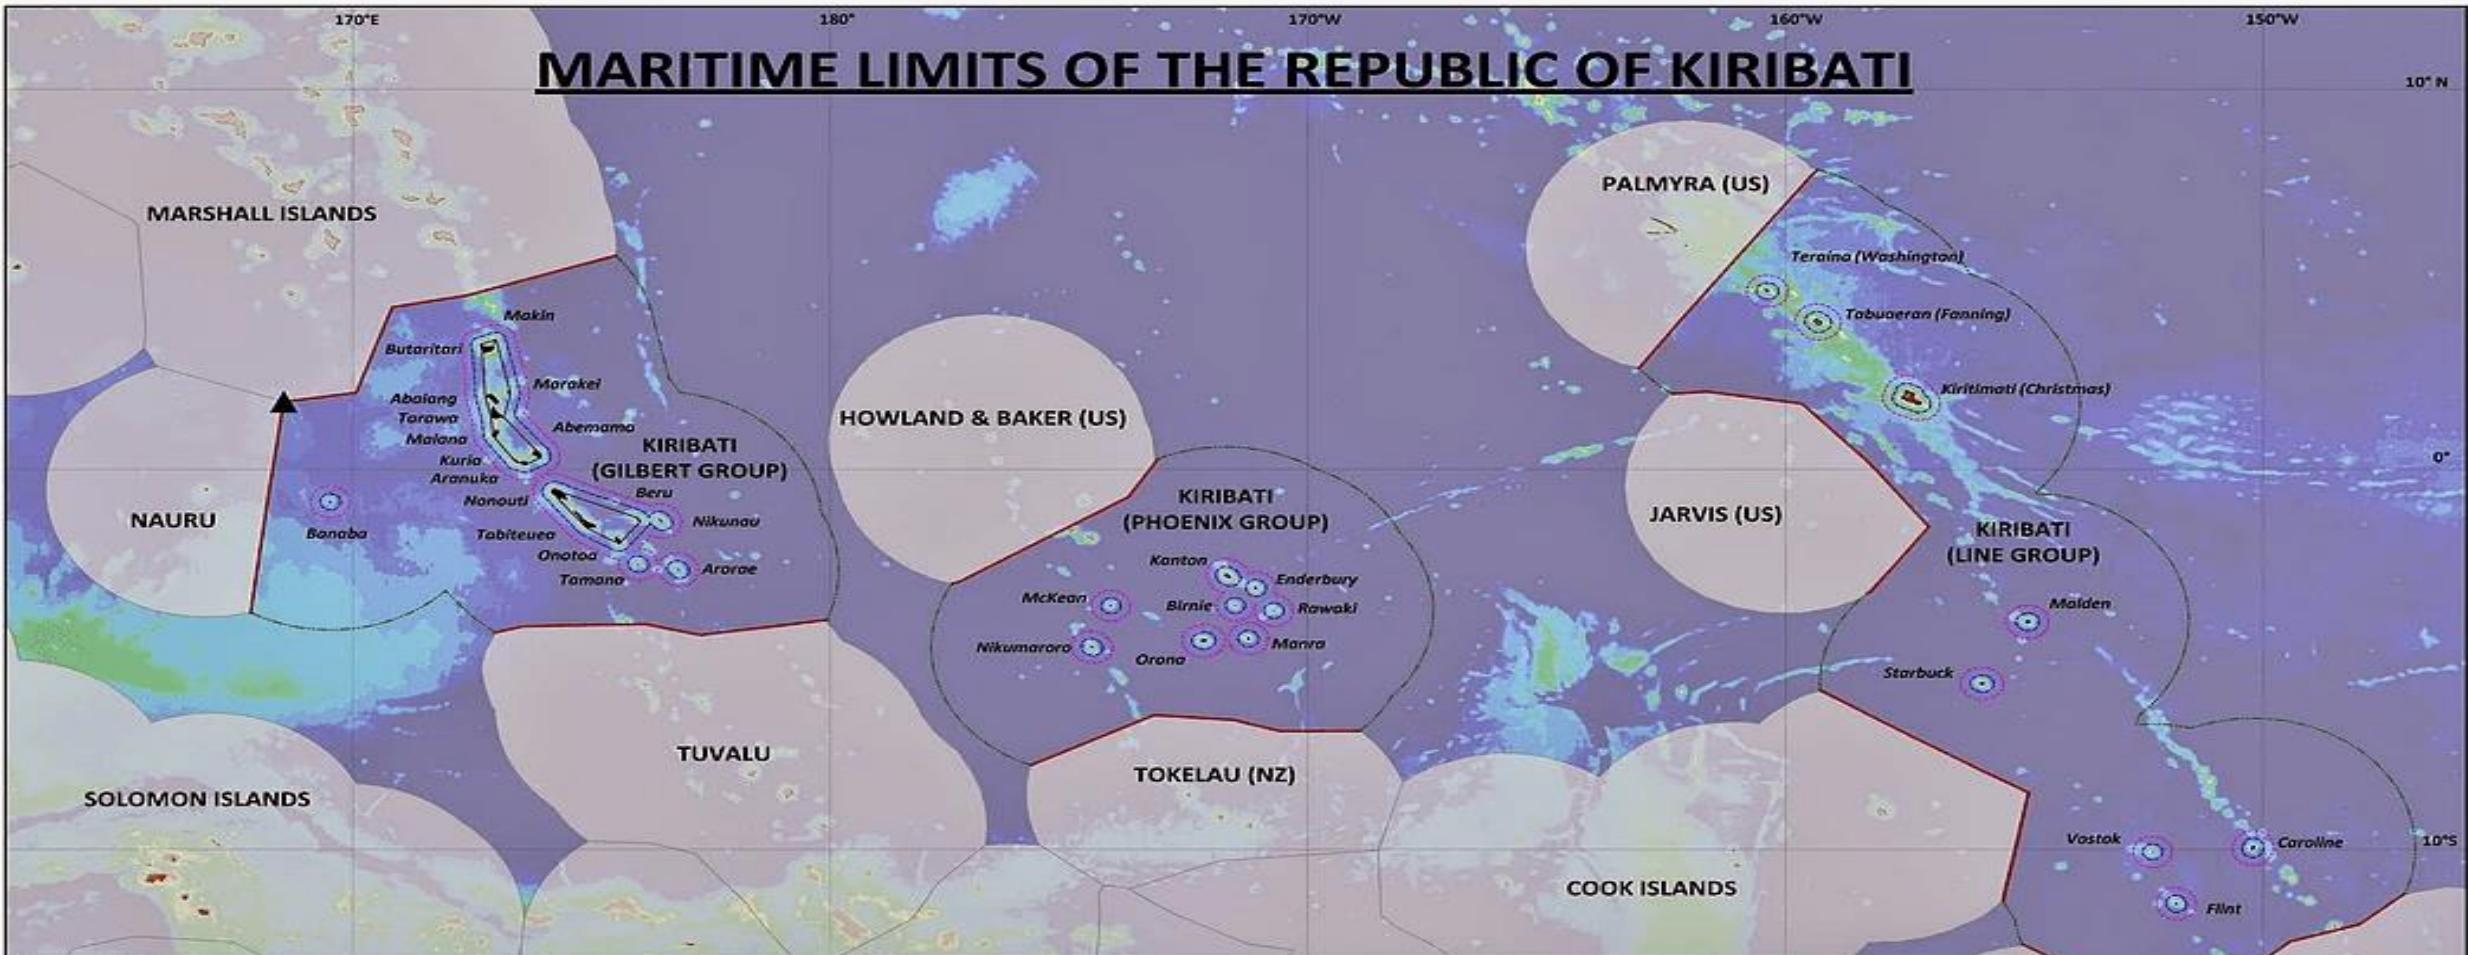 170°E
180°
170°W
160°W
150°W
MARITIME LIMITS OF THE REPUBLIC OF KIRIBATI
10° N
PALMYRA (US)
MARSHALL ISLANDS
Teraina (Washington)
Makin
Tabuaeran (Fanning)
Butaritari
Marakei
Kiritimati (Christmas)
Abaiang
Tarawa
HOWLAND & BAKER (US)
Abemama
Maiana
KIRIBATI
(GILBERT GROUP)
Kuria
0°
Aranuka
Nonouti
Beru
KIRIBATI
(PHOENIX GROUP)
JARVIS (US)
NAURU
Nikunau
KIRIBATI
(LINE GROUP)
Banaba
Tabiteuea
Onotoa
Kanton
Arorae
Tamana
Enderbury
McKean
Birnie
Rawaki
Malden
Nikumaroro
Manra
Orona
Starbuck
TUVALU
TOKELAU (NZ)
SOLOMON ISLANDS
Vostok
Caroline
10°S
COOK ISLANDS
Flint